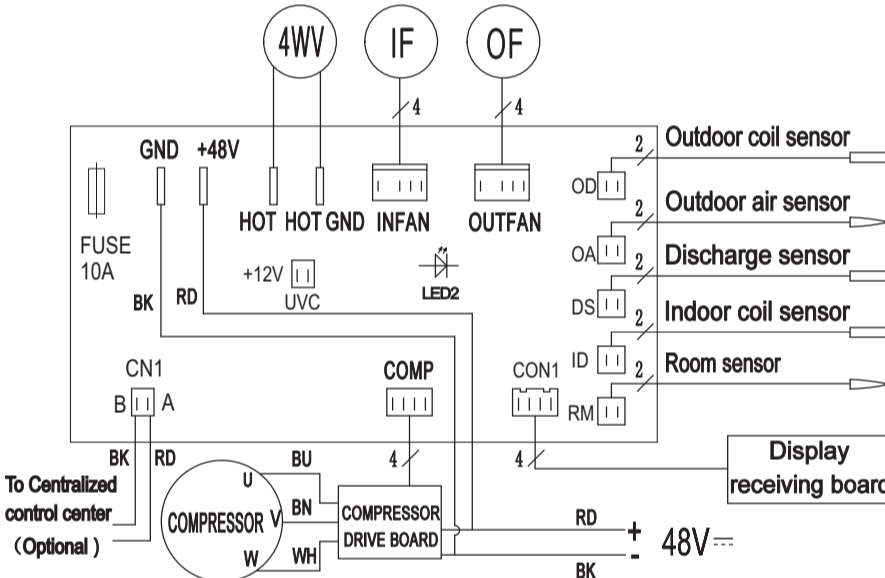 4WV
IF
OF
4
4
GND +48V
FUSE
10A
HOT HOT GND INFAN OUTFAN
+12V
UVC
LED2
BK RD
OD
2
Outdoor coil sensor
OA
2
Outdoor air sensor
DS
2
Discharge sensor
ID
2
Indoor coil sensor
RM
2
Room sensor
CN1
B A
COMP
CON1
BK RD
4
4
Display
receiving board
To Centralized
control center
(Optional)
COMPRESSOR
U
V
W
BU
BN
WH
COMPRESSOR
DRIVE BOARD
RD
+
-
BK
48V